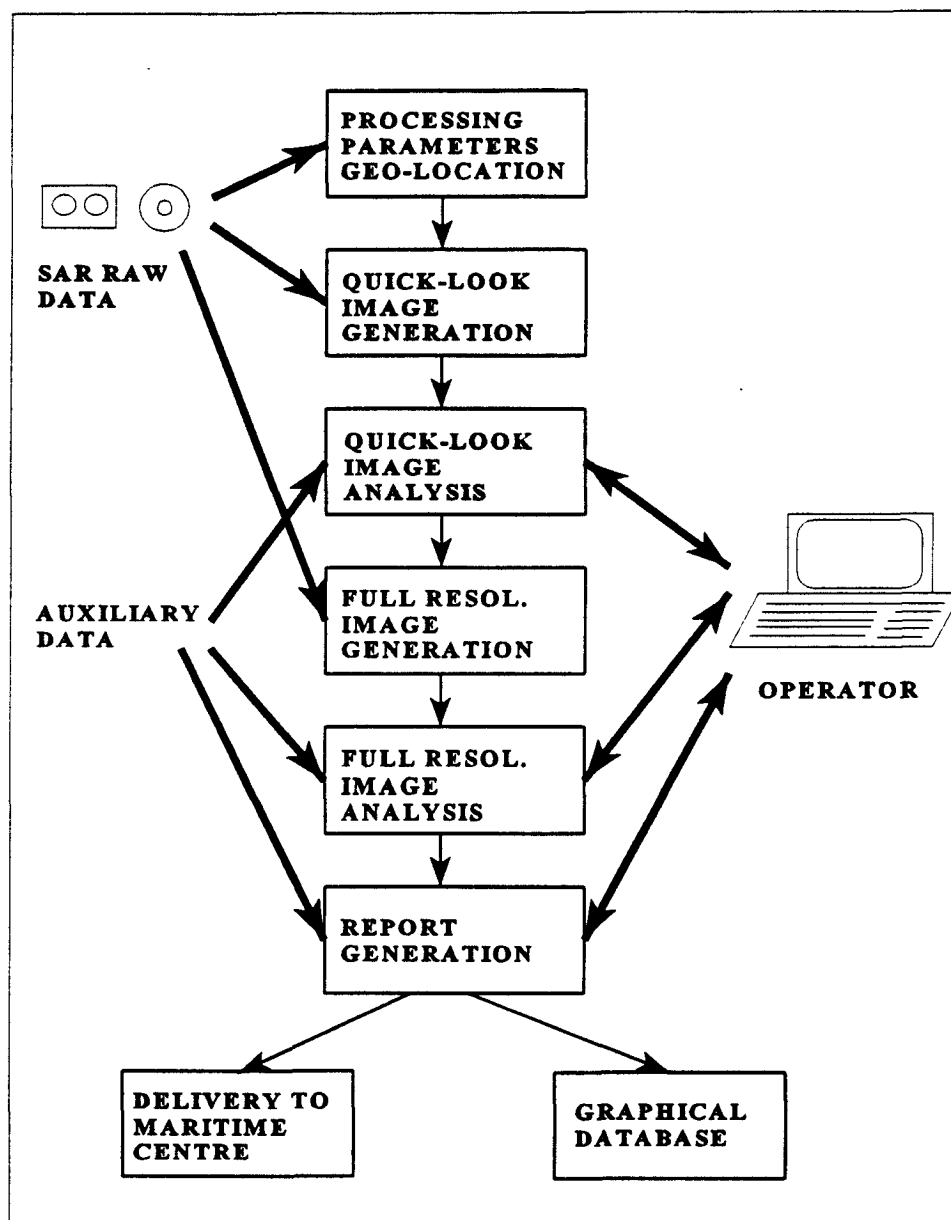 PROCESSING
PARAMETERS
GEO-LOCATION
SAR RAW
DATA
QUICK-LOOK
IMAGE
GENERATION
QUICK-LOOK
IMAGE
ANALYSIS
AUXILIARY
DATA
FULL RESOL.
IMAGE
GENERATION
OPERATOR
FULL RESOL.
IMAGE
ANALYSIS
REPORT
GENERATION
DELIVERY TO
MARITIME
CENTRE
GRAPHICAL
DATABASE